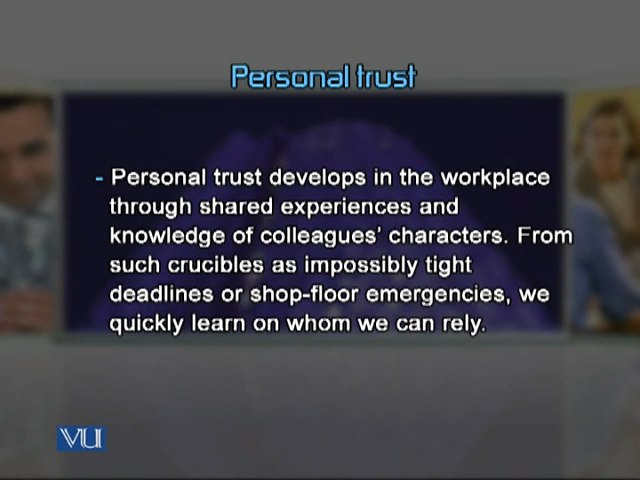 Personal trust
- Personal trust develops in the workplace
through shared experiences and
knowledge of colleagues' characters. From
such crucibles as impossibly tight
deadlines or shop-floor emergencies, we
quickly learn on whom we can rely.
VU